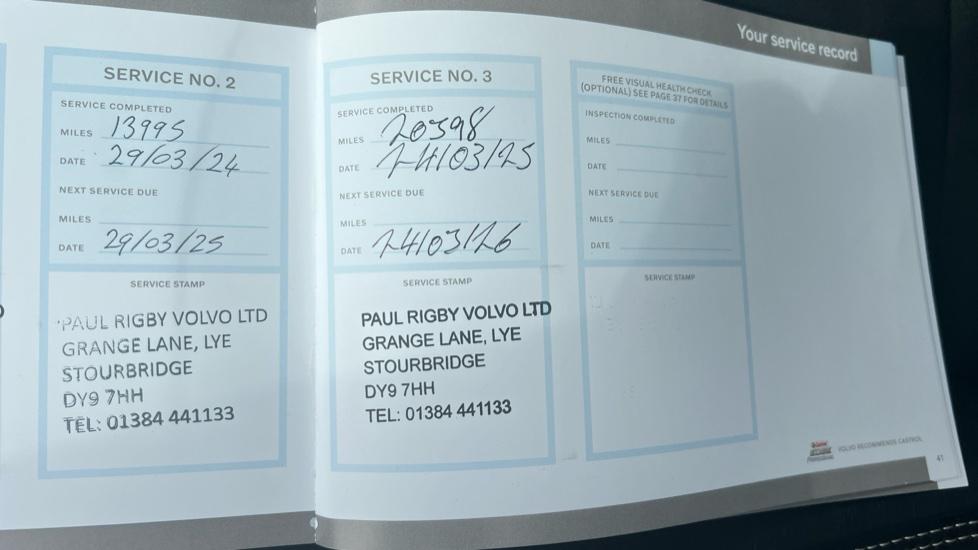 Your service record
SERVICE NO. 2
SERVICE COMPLETED
MILES 13995
DATE 29/03/24
NEXT SERVICE DUE
MILES
DATE 29/03/25
SERVICE STAMP
PAUL RIGBY VOLVO LTD
GRANGE LANE, LYE
STOURBRIDGE
DY9 7HH
TEL: 01384 441133
SERVICE NO. 3
SERVICE COMPLETED
MILES 20598
DATE 24/03/25
NEXT SERVICE DUE
MILES
DATE 24/03/26
SERVICE STAMP
PAUL RIGBY VOLVO LTD
GRANGE LANE, LYE
STOURBRIDGE
DY9 7HH
TEL: 01384 441133
FREE VISUAL HEALTH CHECK
(OPTIONAL) SEE PAGE 37 FOR DETAILS
INSPECTION COMPLETED
MILES
DATE
NEXT SERVICE DUE
MILES
DATE
SERVICE STAMP
VOLVO RECOMMENDS CASTROL
41